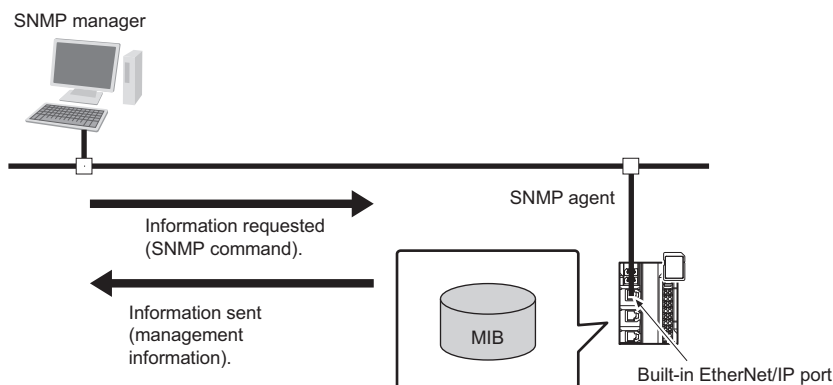 SNMP manager
SNMP agent
Information requested
(SNMP command).
Information sent
(management
information).
MIB
Built-in EtherNet/IP port